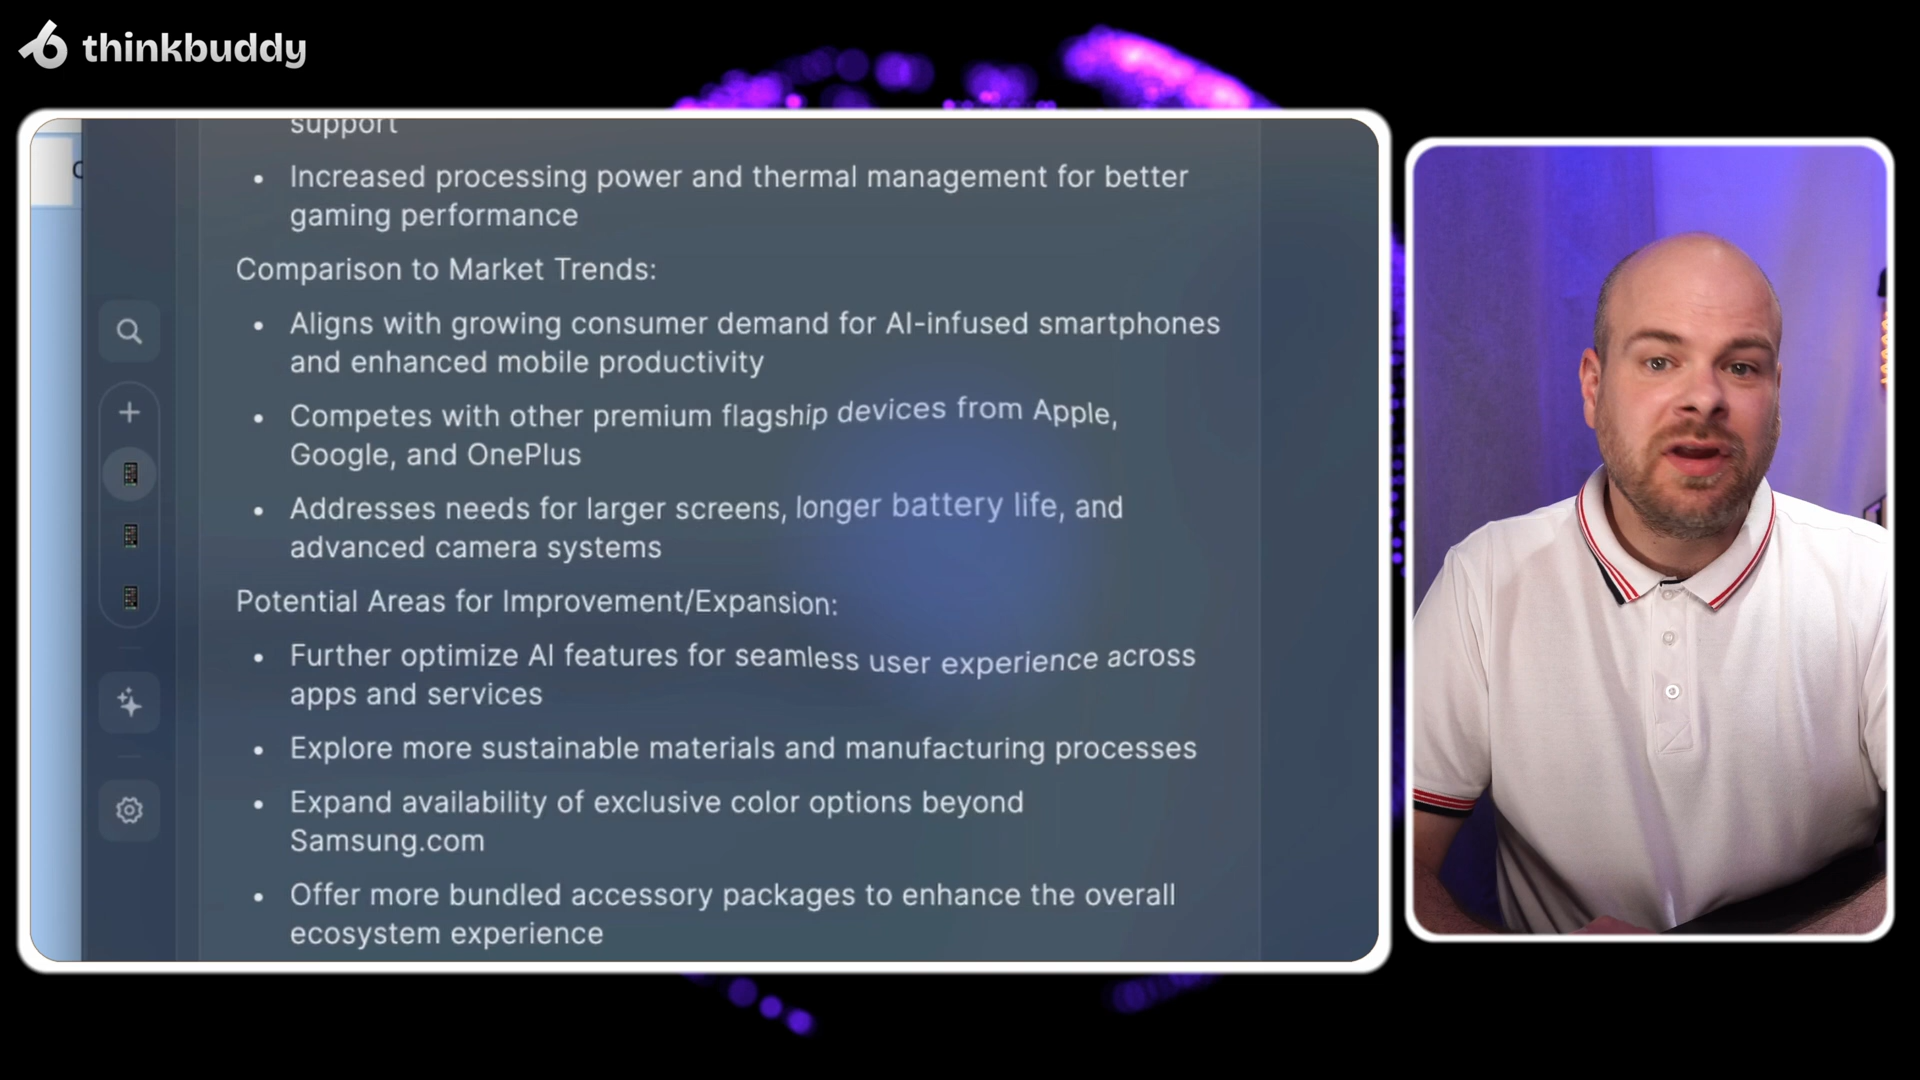 thinkbuddy
support
• Increased processing power and thermal management for better
gaming performance
Comparison to Market Trends:
• Aligns with growing consumer demand for AI-infused smartphones
and enhanced mobile productivity
• Competes with other premium flagship devices from Apple,
Google, and OnePlus
• Addresses needs for larger screens, longer battery life, and
advanced camera systems
Potential Areas for Improvement/Expansion:
• Further optimize AI features for seamless user experience across
apps and services
• Explore more sustainable materials and manufacturing processes
• Expand availability of exclusive color options beyond
Samsung.com
• Offer more bundled accessory packages to enhance the overall
ecosystem experience